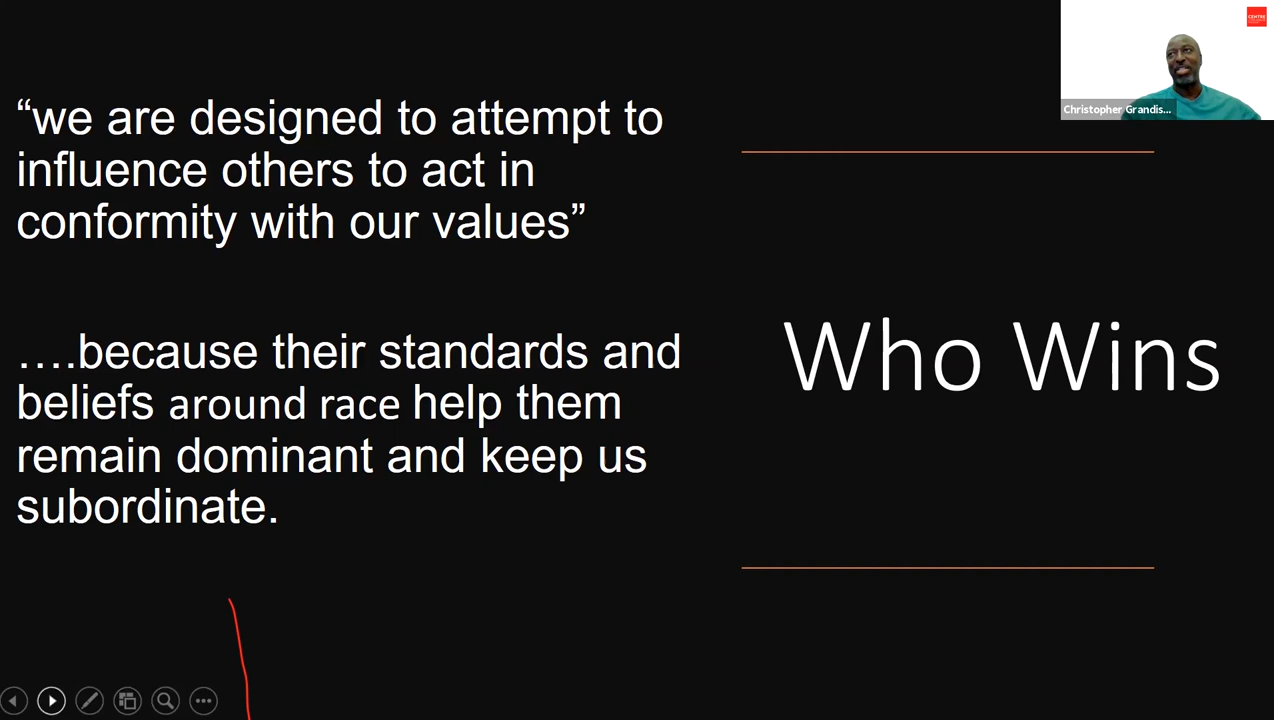 “we are designed to attempt to
influence others to act in
conformity with our values”
….because their standards and
beliefs around race help them
remain dominant and keep us
subordinate.
Who Wins
Christopher Grandis...
CENTRE